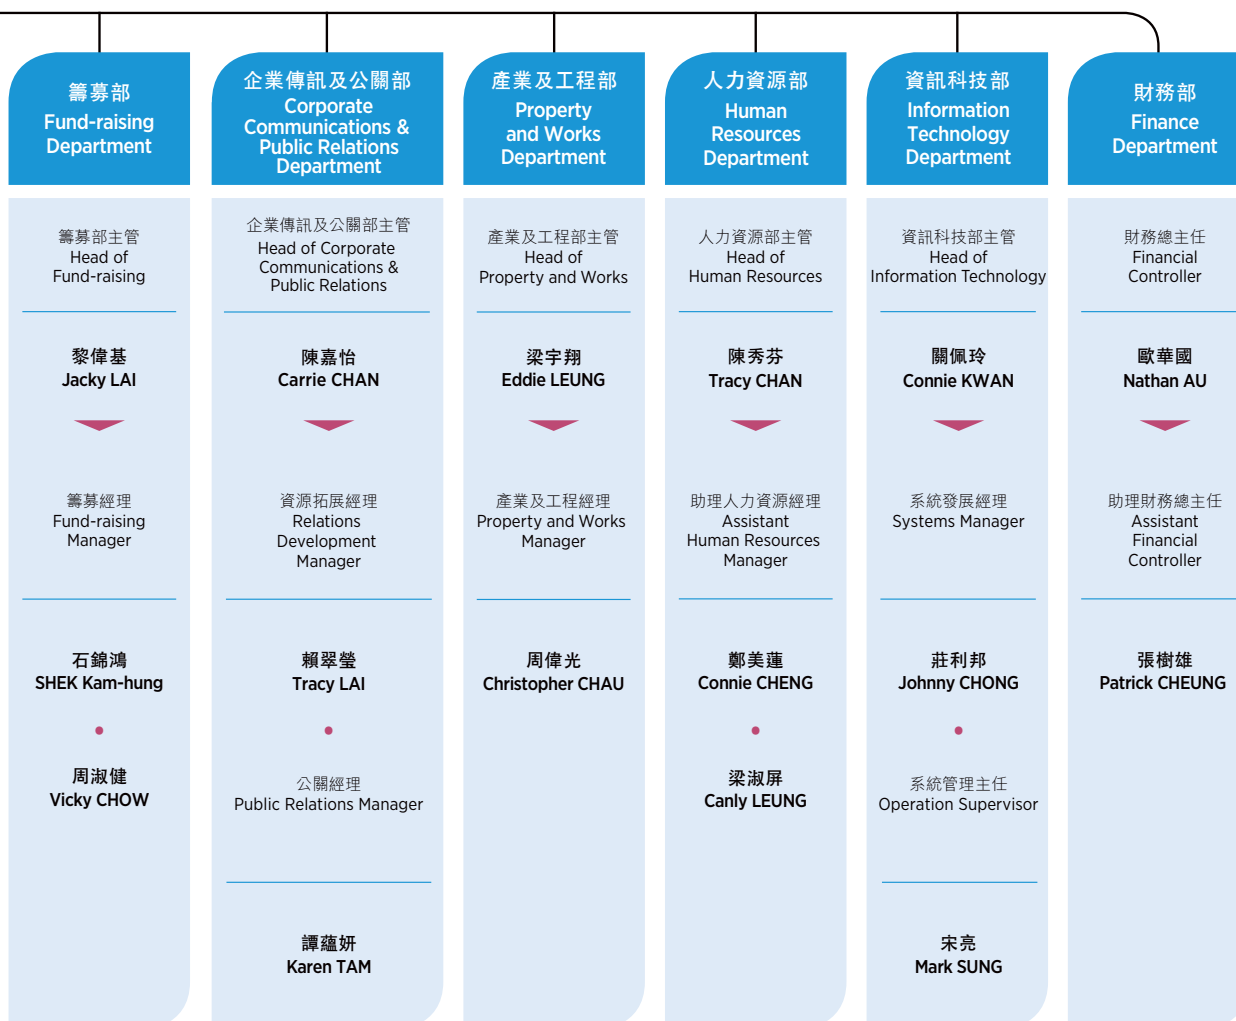 籌募部
Fund-raising
Department
籌募部主管
Head of
Fund-raising
黎偉基
Jacky LAI
籌募經理
Fund-raising
Manager
石錦鴻
SHEK Kam-hung
周淑健
Vicky CHOW
企業傳訊及公關部
Corporate
Communications &
Public Relations
Department
企業傳訊及公關部主管
Head of Corporate
Communications &
Public Relations
陳嘉怡
Carrie CHAN
資源拓展經理
Relations
Development
Manager
賴翠瑩
Tracy LAI
公關經理
Public Relations Manager
譚蘊妍
Karen TAM
產業及工程部
Property
and Works
Department
產業及工程部主管
Head of
Property and Works
梁宇翔
Eddie LEUNG
產業及工程經理
Property and Works
Manager
周偉光
Christopher CHAU
人力資源部
Human
Resources
Department
人力資源部主管
Head of
Human Resources
陳秀芬
Tracy CHAN
助理人力資源經理
Assistant
Human Resources
Manager
鄭美蓮
Connie CHENG
梁淑屏
Canly LEUNG
資訊科技部
Information
Technology
Department
資訊科技部主管
Head of
Information Technology
關佩玲
Connie KWAN
系統發展經理
Systems Manager
莊利邦
Johnny CHONG
系統管理主任
Operation Supervisor
宋亮
Mark SUNG
財務部
Finance
Department
財務總主任
Financial
Controller
歐華國
Nathan AU
助理財務總主任
Assistant
Financial
Controller
張樹雄
Patrick CHEUNG